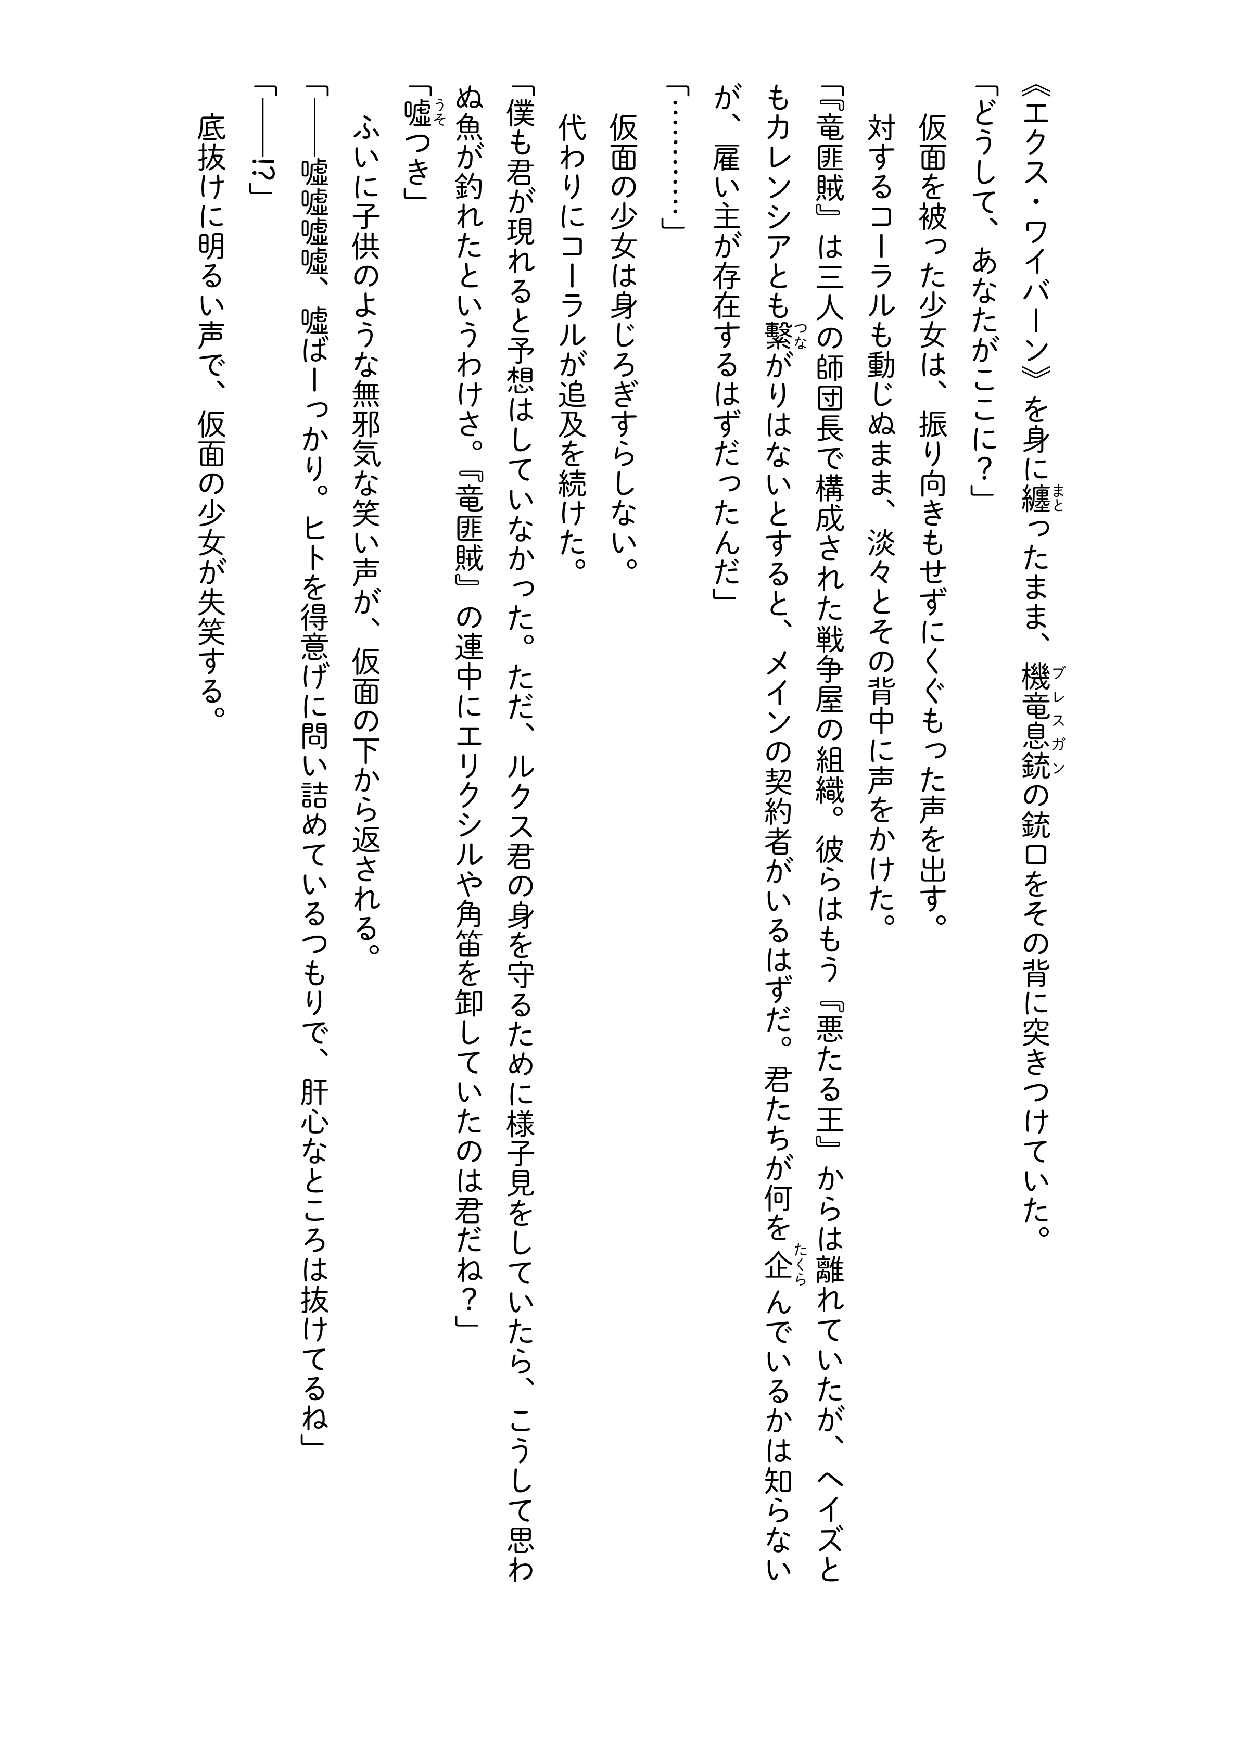 《エクス・ワイバーン》を身に纏ったまま、機竜息銃の銃口をその背に突きつけていた。
「どうして、あなたがここに？」
仮面を被った少女は、振り向きもせずにくぐもった声を出す。
対するコーラルも動じぬまま、淡々とその背中に声をかけた。
「『竜匪賊』は三人の師団長で構成された戦争屋の組織。彼らはもう『悪たる王』からは離れていたが、ヘイズと
もカレンシアとも繋がりはないとすると、メインの契約者がいるはずだ。君たちが何を企んでいるかは知らない
が、雇い主が存在するはずだったんだ」
「…………」
仮面の少女は身じろぎすらしない。
代わりにコーラルが追及を続けた。
「僕も君が現れると予想はしていなかった。ただ、ルクス君の身を守るために様子見をしていたら、こうして思わ
ぬ魚が釣れたというわけさ。『竜匪賊』の連中にエリクシルや角笛を卸していたのは君だね？」
「嘘つき」
ふいに子供のような無邪気な笑い声が、仮面の下から返される。
「――嘘嘘嘘嘘、嘘ばーっかり。ヒトを得意げに問い詰めているつもりで、肝心なところは抜けてるね」
「――!?」
底抜けに明るい声で、仮面の少女が失笑する。